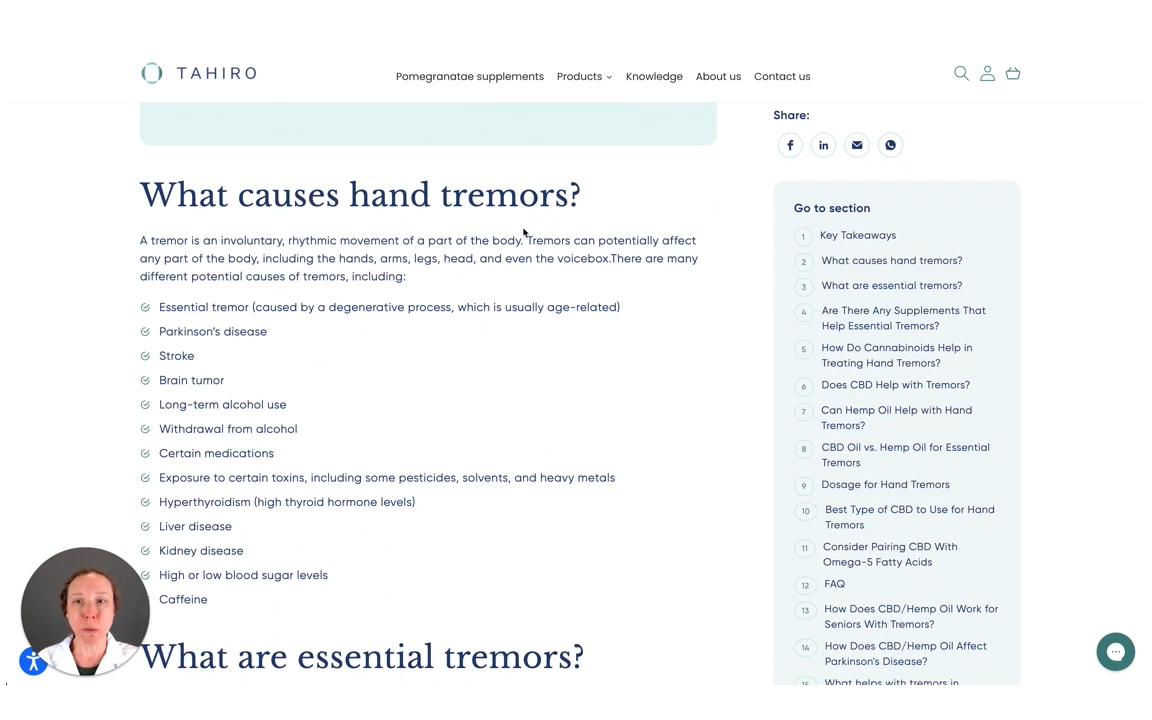 TAHIRO
Pomegranatae supplements
Products
Knowledge
About us
Contact us
What causes hand tremors?
A tremor is an involuntary, rhythmic movement of a part of the body. Tremors can potentially affect
any part of the body, including the hands, arms, legs, head, and even the voicebox.There are many
different potential causes of tremors, including:
Essential tremor (caused by a degenerative process, which is usually age-related)
Parkinson's disease
Stroke
Brain tumor
Long-term alcohol use
Withdrawal from alcohol
Certain medications
Exposure to certain toxins, including some pesticides, solvents, and heavy metals
Hyperthyroidism (high thyroid hormone levels)
Liver disease
Kidney disease
High or low blood sugar levels
Caffeine
What are essential tremors?
Share:
Go to section
1 Key Takeaways
2 What causes hand tremors?
3 What are essential tremors?
4 Are There Any Supplements That
Help Essential Tremors?
5 How Do Cannabinoids Help in
Treating Hand Tremors?
6 Does CBD Help with Tremors?
7 Can Hemp Oil Help with Hand
Tremors?
8 CBD Oil vs. Hemp Oil for Essential
Tremors
9 Dosage for Hand Tremors
10 Best Type of CBD to Use for Hand
Tremors
11 Consider Pairing CBD With
Omega-5 Fatty Acids
12 FAQ
13 How Does CBD/Hemp Oil Work for
Seniors With Tremors?
14 How Does CBD/Hemp Oil Affect
Parkinson's Disease?
15 What helps with tremors in